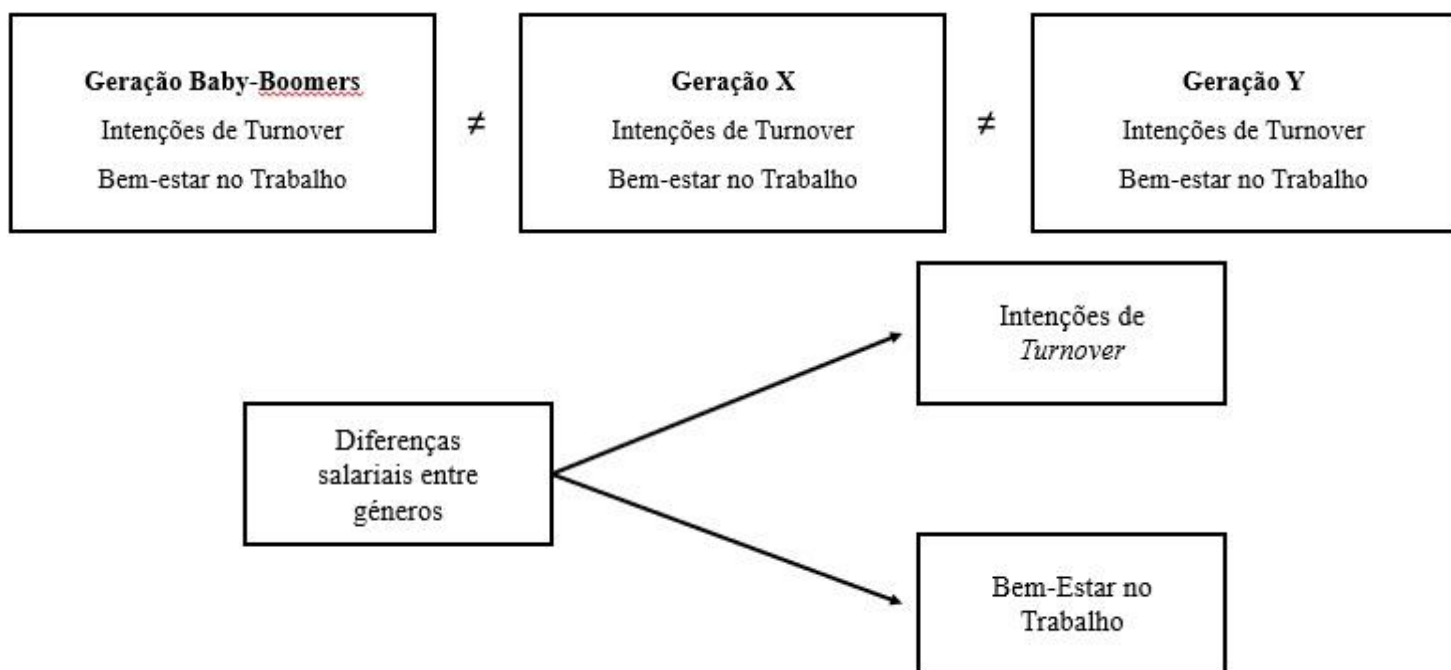 Geração Baby-Boomers
Intenções de Turnover
Bem-estar no Trabalho
≠
Geração X
Intenções de Turnover
Bem-estar no Trabalho
≠
Geração Y
Intenções de Turnover
Bem-estar no Trabalho
Diferenças
salariais entre
géneros
Intenções de
Turnover
Bem-Estar no
Trabalho